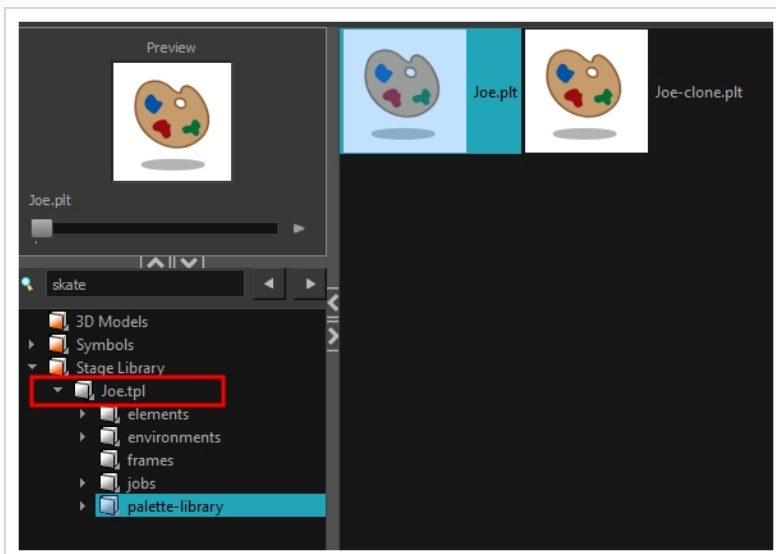 Preview
Joe.plt
skate
3D Models
Symbols
Stage Library
Joe.tpl
elements
environments
frames
jobs
palette-library
Joe.plt
Joe-clone.plt